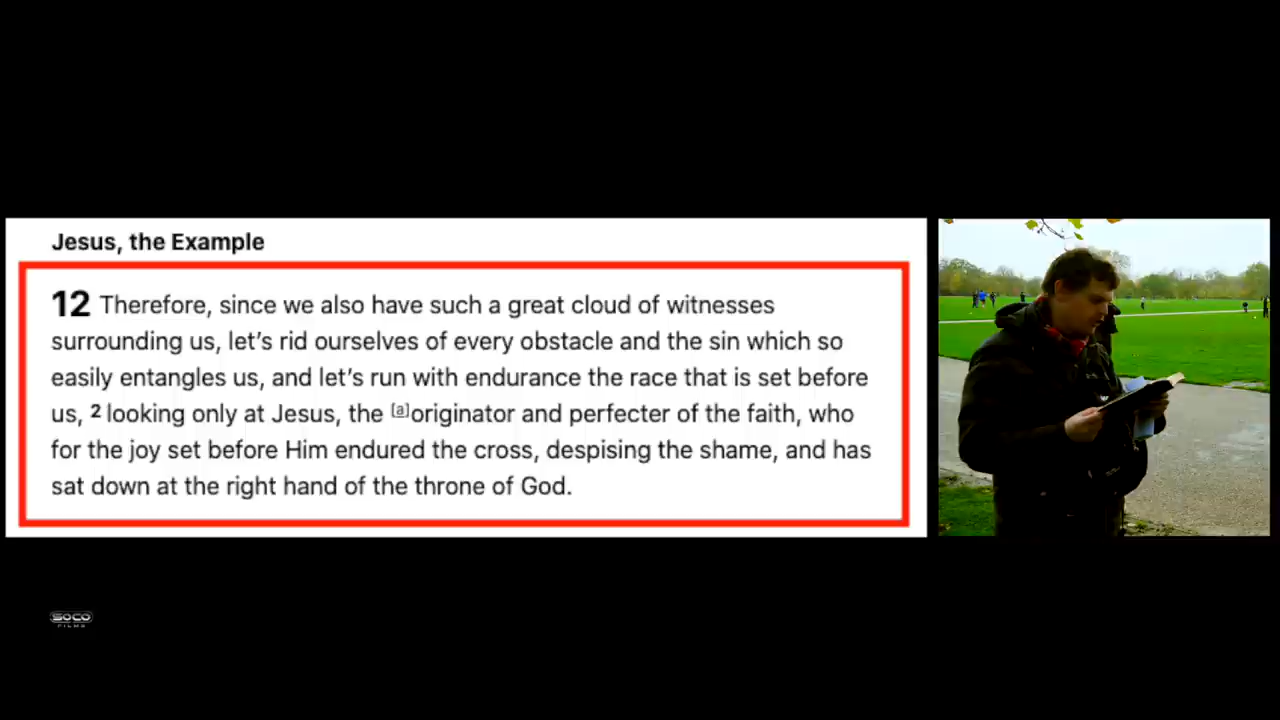 Jesus, the Example
12 Therefore, since we also have such a great cloud of witnesses
surrounding us, let’s rid ourselves of every obstacle and the sin which so
easily entangles us, and let’s run with endurance the race that is set before
us, 2 looking only at Jesus, the [a]originator and perfecter of the faith, who
for the joy set before Him endured the cross, despising the shame, and has
sat down at the right hand of the throne of God.
SOCO
FILMS